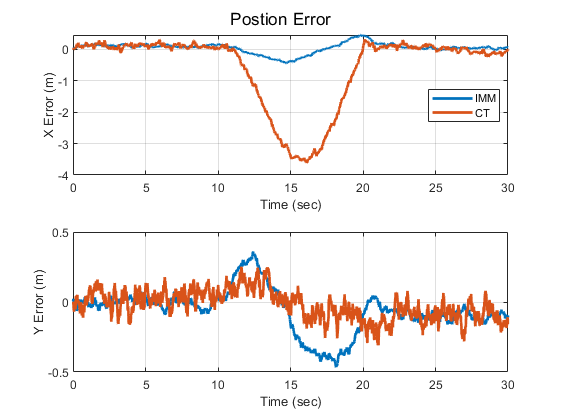 Postion Error
X Error (m)
0
-1
-2
-3
-4
IMM
CT
0 5 10 15 20 25 30
Time (sec)
Y Error (m)
0.5
0
-0.5
0 5 10 15 20 25 30
Time (sec)